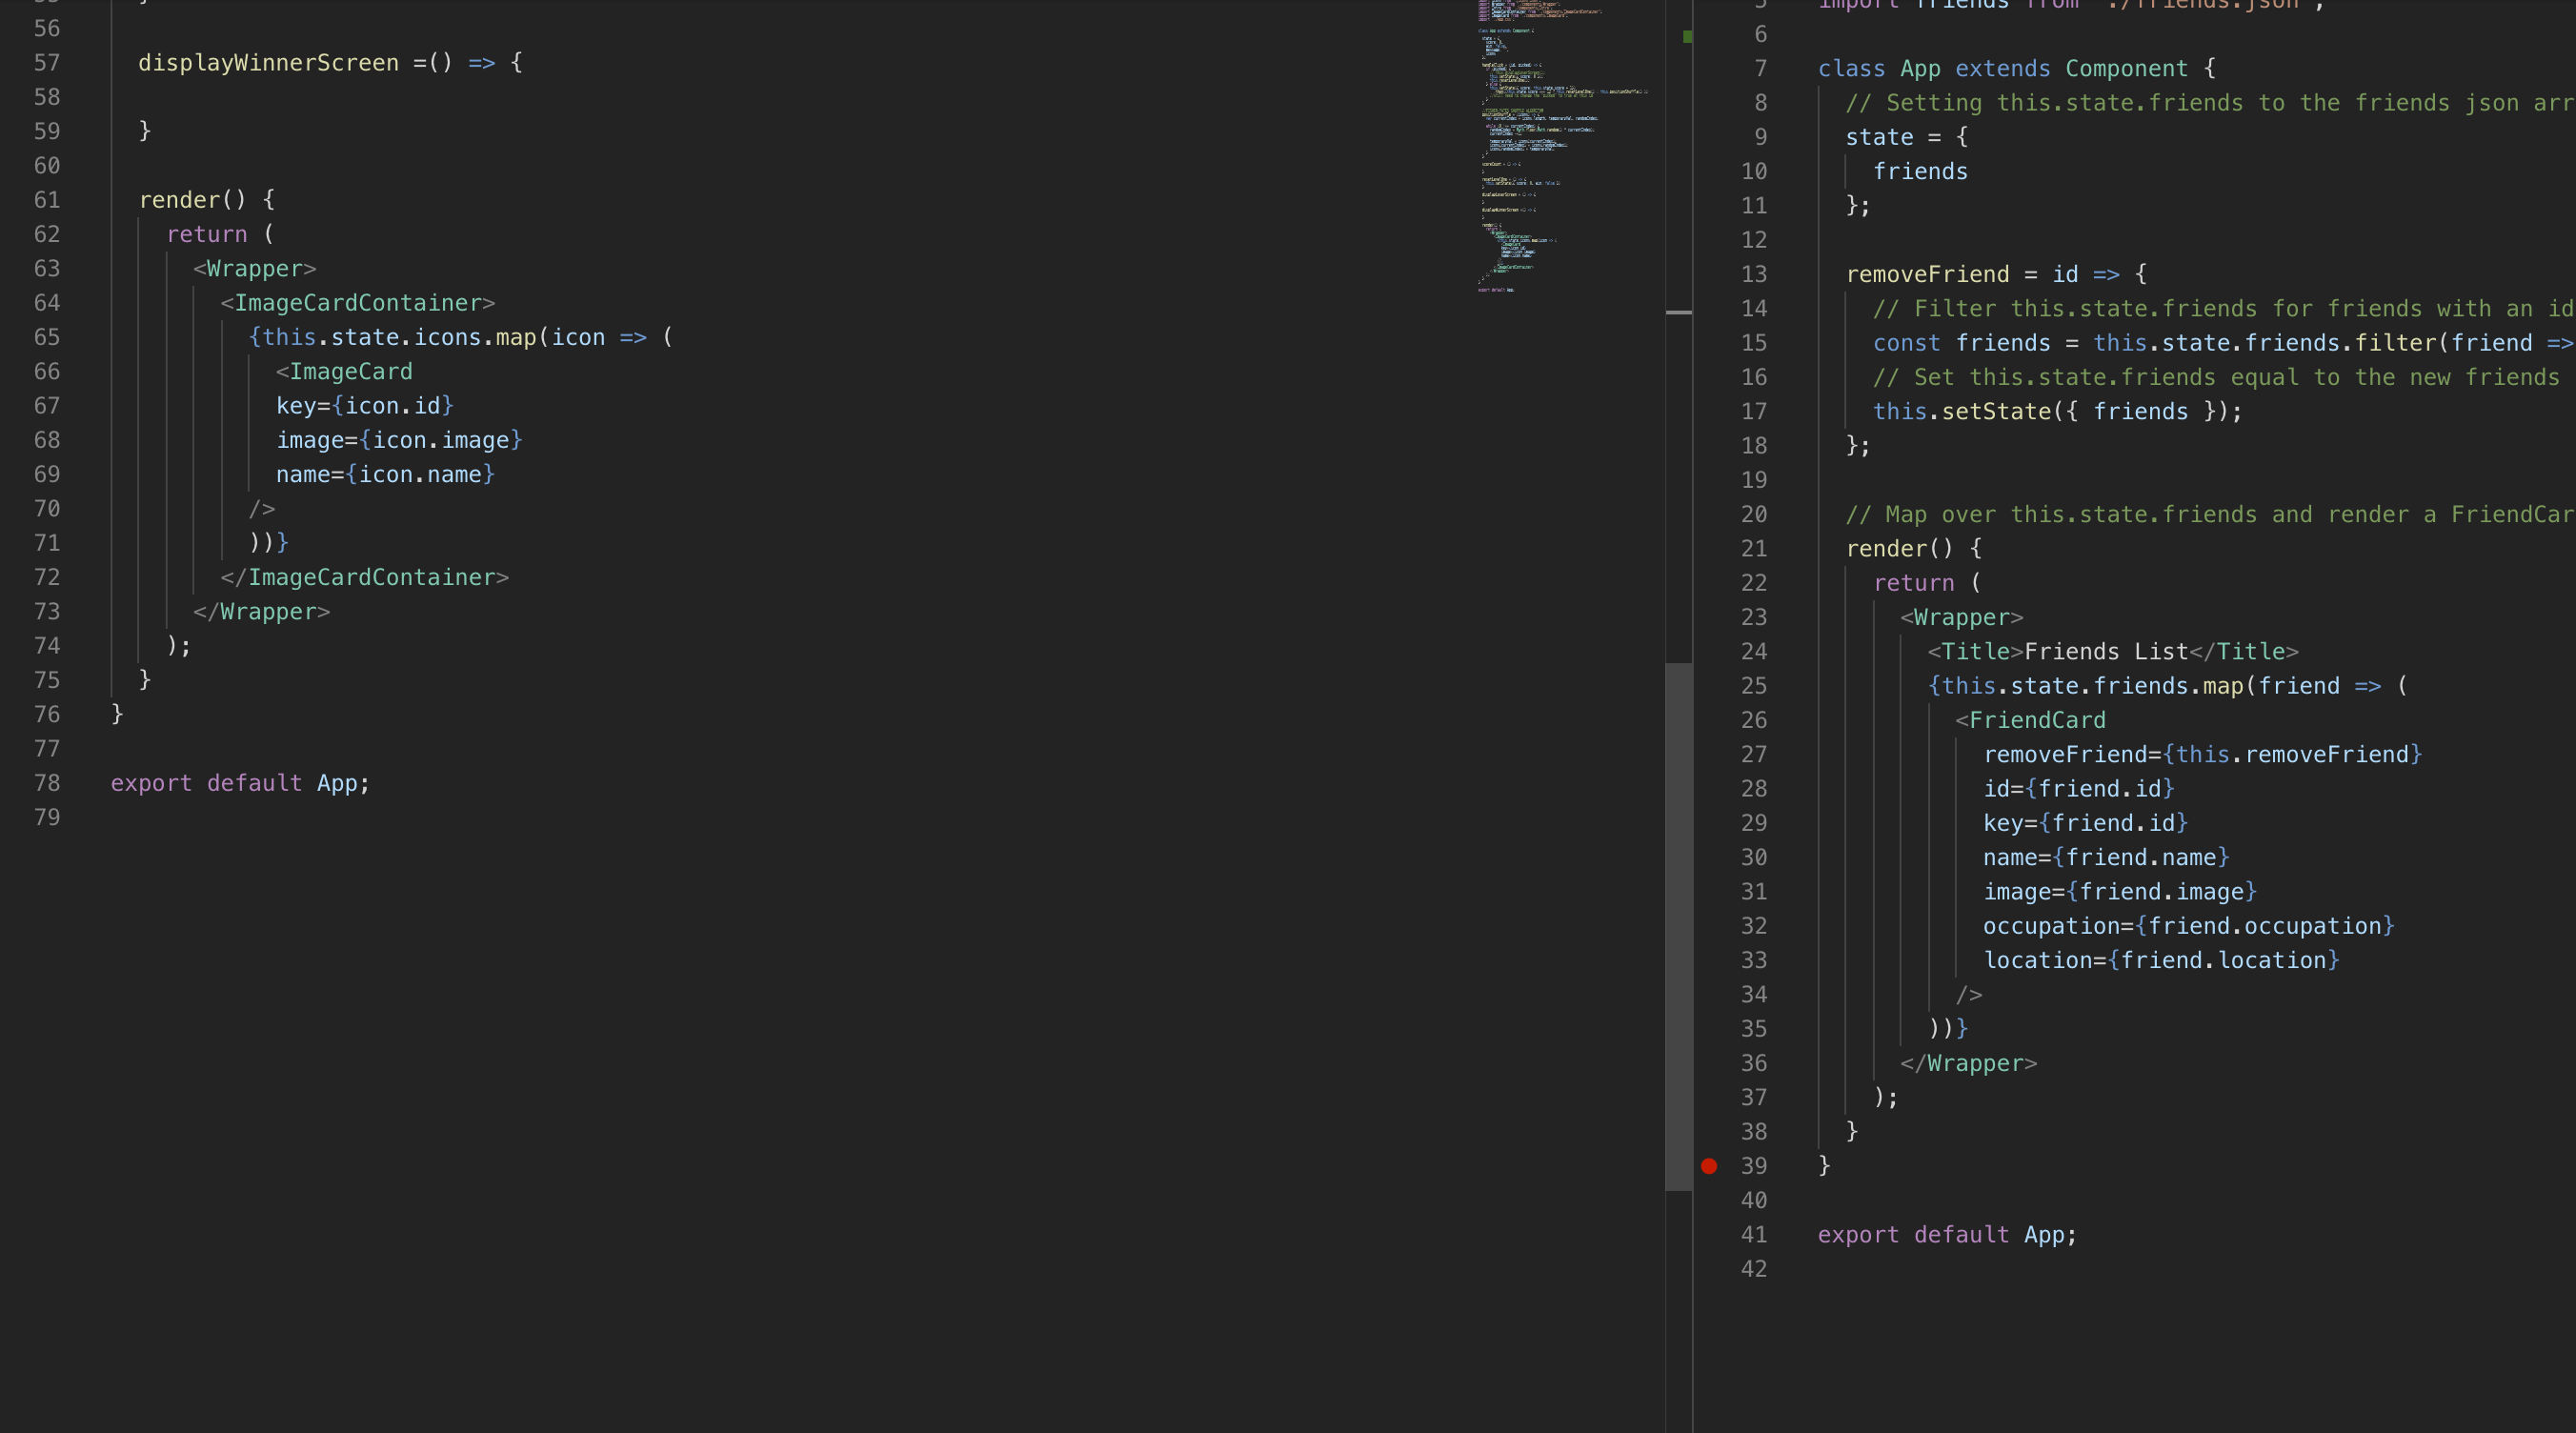 56
57 displayWinnerScreen =() => {
58
59 }
60
61 render() {
62 return (
63 <Wrapper>
64 <ImageCardContainer>
65 {this.state.icons.map(icon => (
66 <ImageCard
67 key={icon.id}
68 image={icon.image}
69 name={icon.name}
70 />
71 ))}
72 </ImageCardContainer>
73 </Wrapper>
74 );
75 }
76 }
77
78 export default App;
79
5 import friends from "./friends.json";
6
7 class App extends Component {
8 // Setting this.state.friends to the friends json arr
9 state = {
10 friends
11 };
12
13 removeFriend = id => {
14 // Filter this.state.friends for friends with an id
15 const friends = this.state.friends.filter(friend =>
16 // Set this.state.friends equal to the new friends
17 this.setState({ friends });
18 };
19
20 // Map over this.state.friends and render a FriendCar
21 render() {
22 return (
23 <Wrapper>
24 <Title>Friends List</Title>
25 {this.state.friends.map(friend => (
26 <FriendCard
27 removeFriend={this.removeFriend}
28 id={friend.id}
29 key={friend.id}
30 name={friend.name}
31 image={friend.image}
32 occupation={friend.occupation}
33 location={friend.location}
34 />
35 ))}
36 </Wrapper>
37 );
38 }
39 }
40
41 export default App;
42